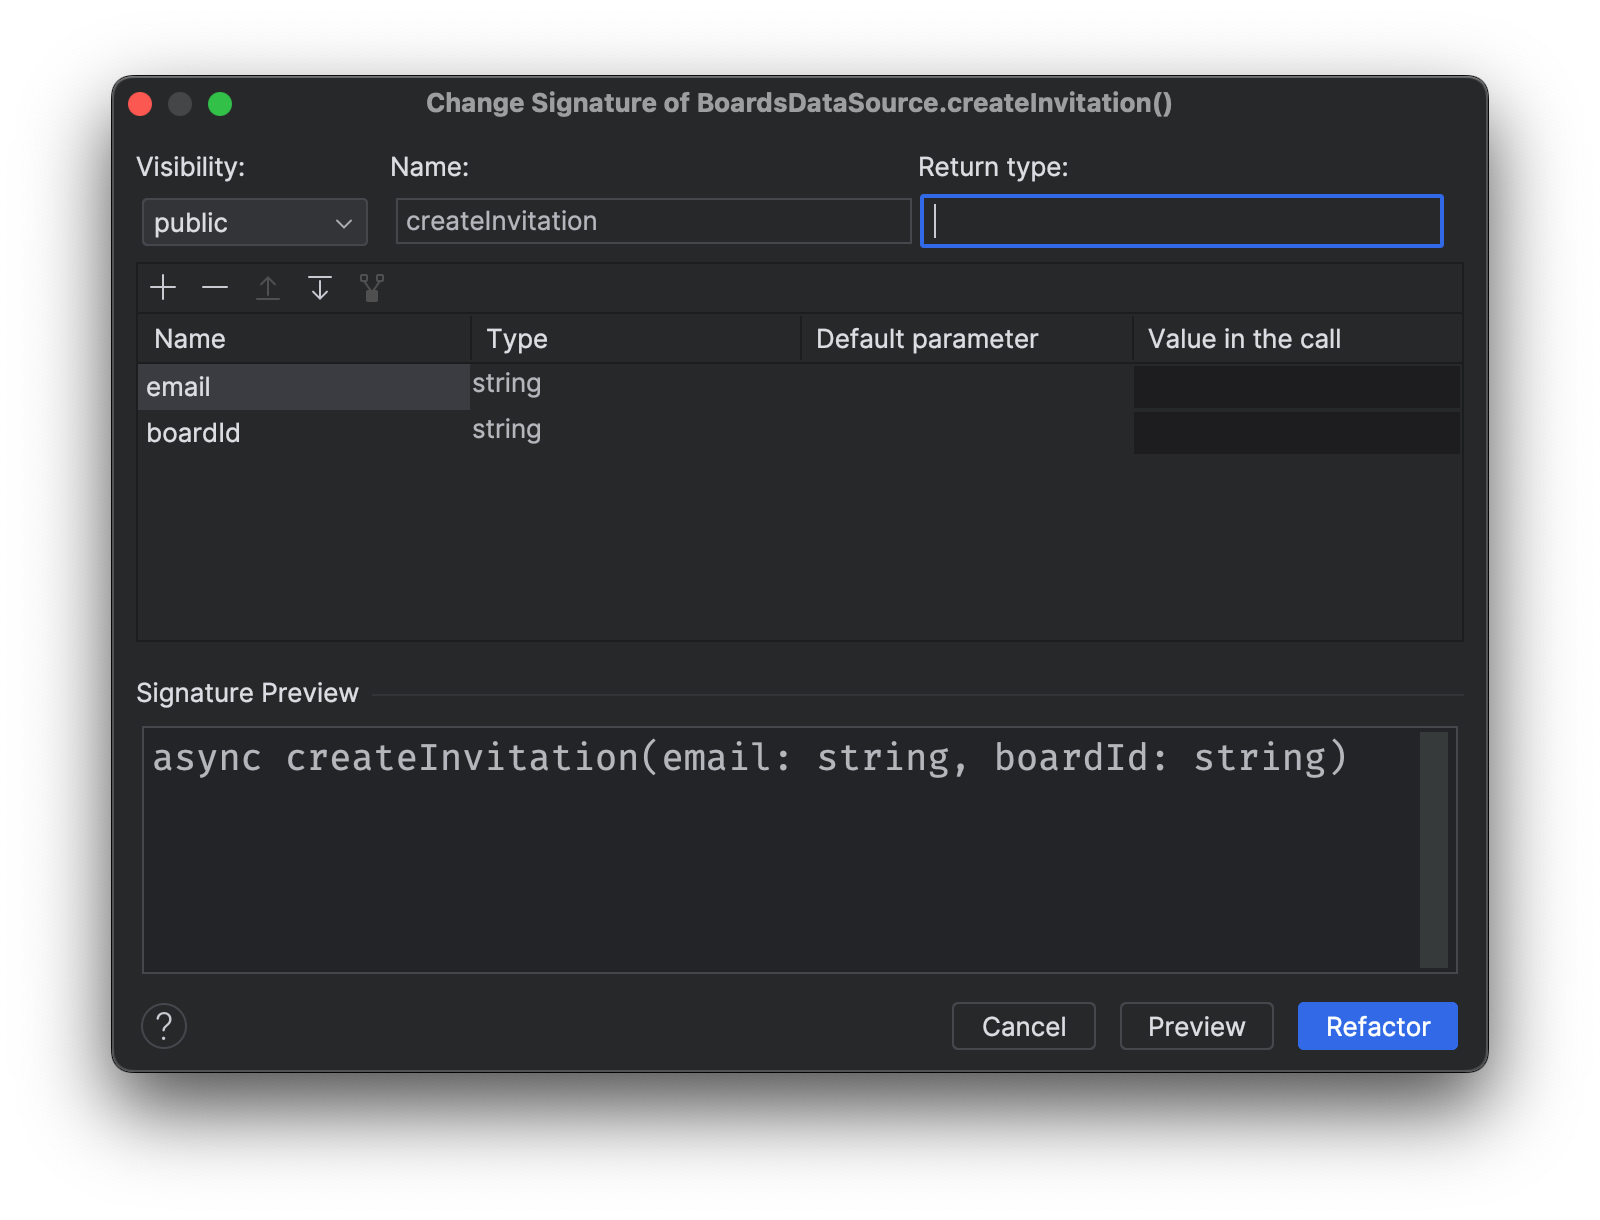 Change Signature of BoardsDataSource.createInvitation()
Visibility: Name: Return type:
public createInvitation
Name Type Default parameter Value in the call
email string
boardId string
Signature Preview
async createInvitation(email: string, boardId: string)
? Cancel Preview Refactor